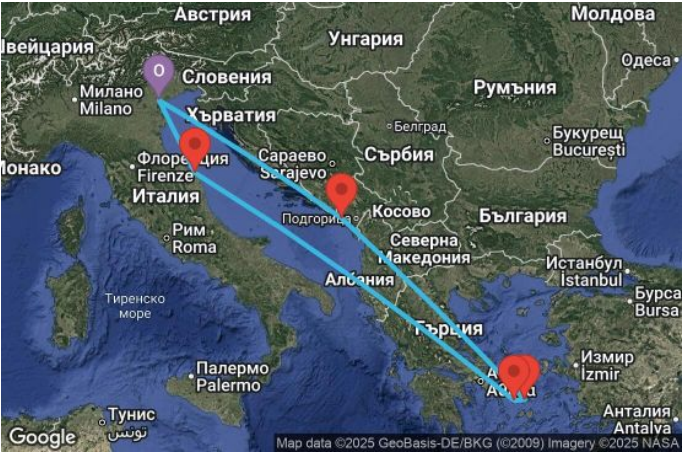 Австрия
Молдова
Швейцария
Унгария
Словения
Одеса
O
Милано
Milano
Румъния
Хърватия
Белград
Букурещ
București
Монако
Сараево
Sarajevo
Сърбия
Firenze
Италия
Подгорица
Косово
България
Рим
Roma
Северна
Македония
Истанбул
İstanbul
Албания
Бурса
Bursa
Тиренско
море
Гърция
Палермо
Palermo
Измир
İzmir
Тунис
تونس
Анталия
Antalya
Google
Map data ©2025 GeoBasis-DE/BKG (©2009) Imagery ©2025 NASA